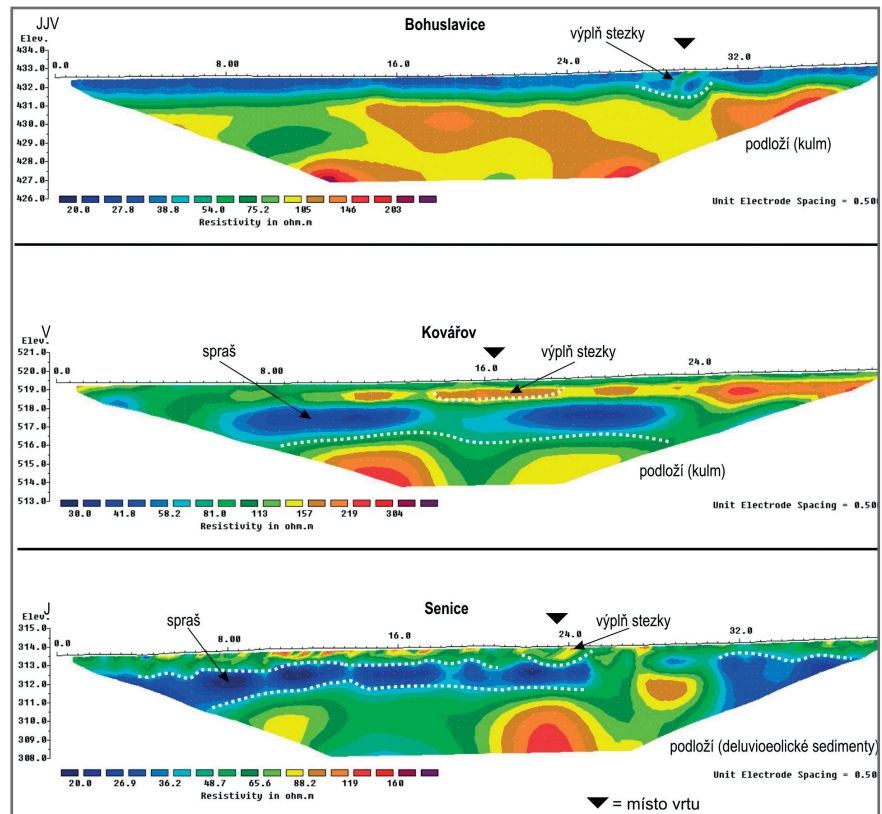 JJV
Bohuslavice
Elev.
výplň stezky
0.0 8.00 16.0 24.0 32.0
434.0
433.0
432.0
431.0
430.0
429.0
428.0
427.0
426.0
podloží (kulm)
20.0 27.8 38.8 54.0 75.2 105 146 203
Resistivity in ohm.m
Unit Electrode Spacing = 0.50
V
Kovářov
Elev.
spraš
výplň stezky
0.0 8.00 16.0 24.0
521.0
520.0
519.0
518.0
517.0
516.0
515.0
514.0
513.0
podloží (kulm)
30.0 41.8 58.2 81.0 113 157 219 304
Resistivity in ohm.m
Unit Electrode Spacing = 0.50
J
Senice
Elev.
spraš
výplň stezky
0.0 8.00 16.0 24.0 32.0
315.0
314.0
313.0
312.0
311.0
310.0
309.0
308.0
podloží (deluvioeolické sedimenty)
20.0 26.9 36.2 48.7 65.6 88.2 119 160
Resistivity in ohm.m
Unit Electrode Spacing = 0.50
= místo vrtu